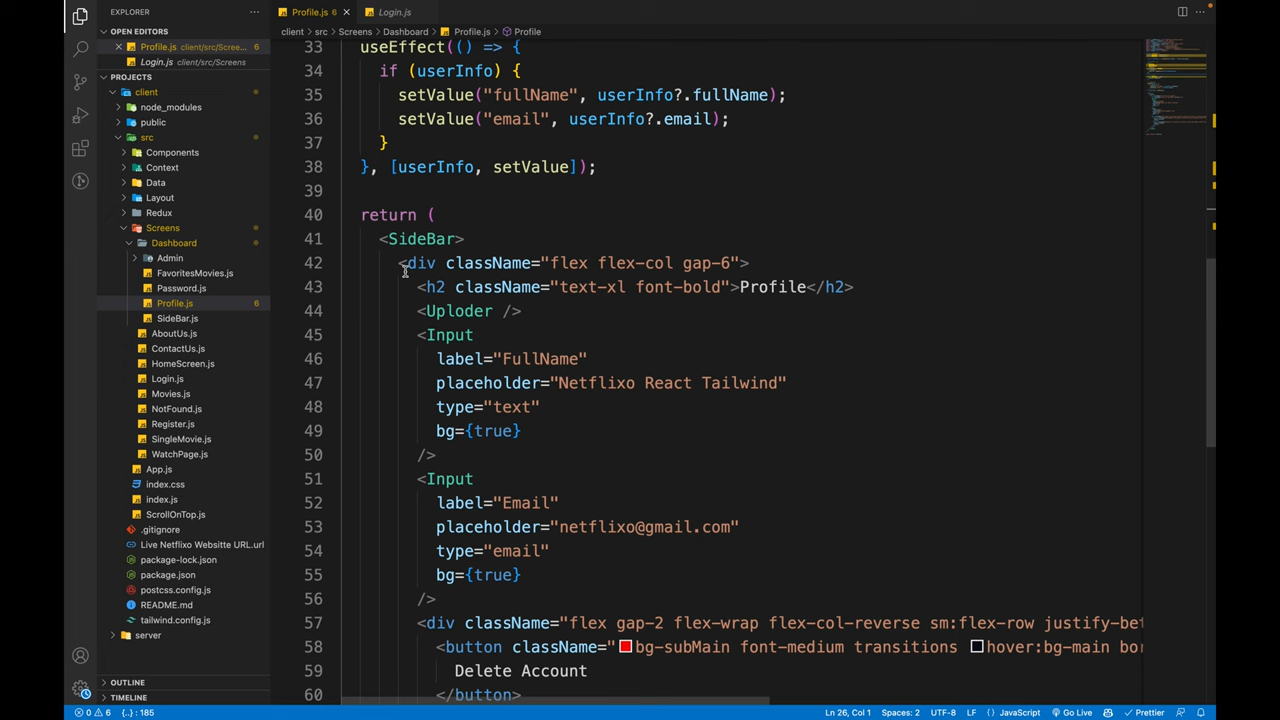 EXPLORER
OPEN EDITORS
Profile.js client/src/Scree... 6
Login.js client/src/Screens
PROJECTS
client
node_modules
public
src
Components
Context
Data
Layout
Redux
Screens
Dashboard
Admin
FavoritesMovies.js
Password.js
Profile.js 6
SideBar.js
AboutUs.js
ContactUs.js
HomeScreen.js
Login.js
Movies.js
NotFound.js
Register.js
SingleMovie.js
WatchPage.js
App.js
index.css
index.js
ScrollOnTop.js
.gitignore
Live Netflixo Websitte URL.url
package-lock.json
package.json
postcss.config.js
README.md
tailwind.config.js
server
OUTLINE
TIMELINE
Profile.js 6 Login.js
client > src > Screens > Dashboard > Profile.js > Profile
33 useEffect(() => {
34 if (userInfo) {
35 setValue("fullName", userInfo?.fullName);
36 setValue("email", userInfo?.email);
37 }
38 }, [userInfo, setValue]);
39
40 return (
41 <SideBar>
42 <div className="flex flex-col gap-6">
43 <h2 className="text-xl font-bold">Profile</h2>
44 <Uploder />
45 <Input
46 label="FullName"
47 placeholder="Netflixo React Tailwind"
48 type="text"
49 bg={true}
50 />
51 <Input
52 label="Email"
53 placeholder="netflixo@gmail.com"
54 type="email"
55 bg={true}
56 />
57 <div className="flex gap-2 flex-wrap flex-col-reverse sm:flex-row justify-bet
58 <button className="bg-subMain font-medium transitions hover:bg-main bor
59 Delete Account
60 </button>
0 6 {..} : 185 Ln 26, Col 1 Spaces: 2 UTF-8 LF {} JavaScript Go Live Prettier